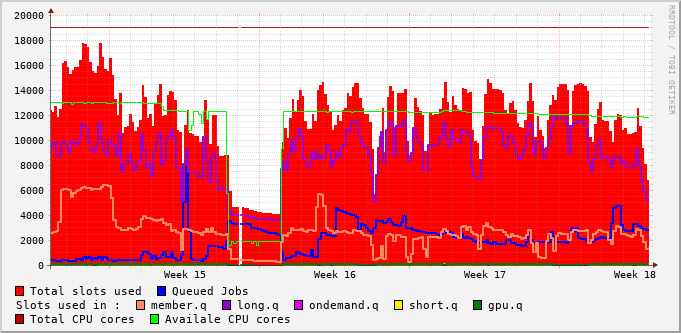 RRDTOOL / TOBI OETIKER
20000
18000
16000
14000
12000
10000
8000
6000
4000
2000
0
Week 15 Week 16 Week 17 Week 18
Total slots used Queued Jobs
Slots used in : member.q long.q ondemand.q short.q gpu.q
Total CPU cores Availale CPU cores